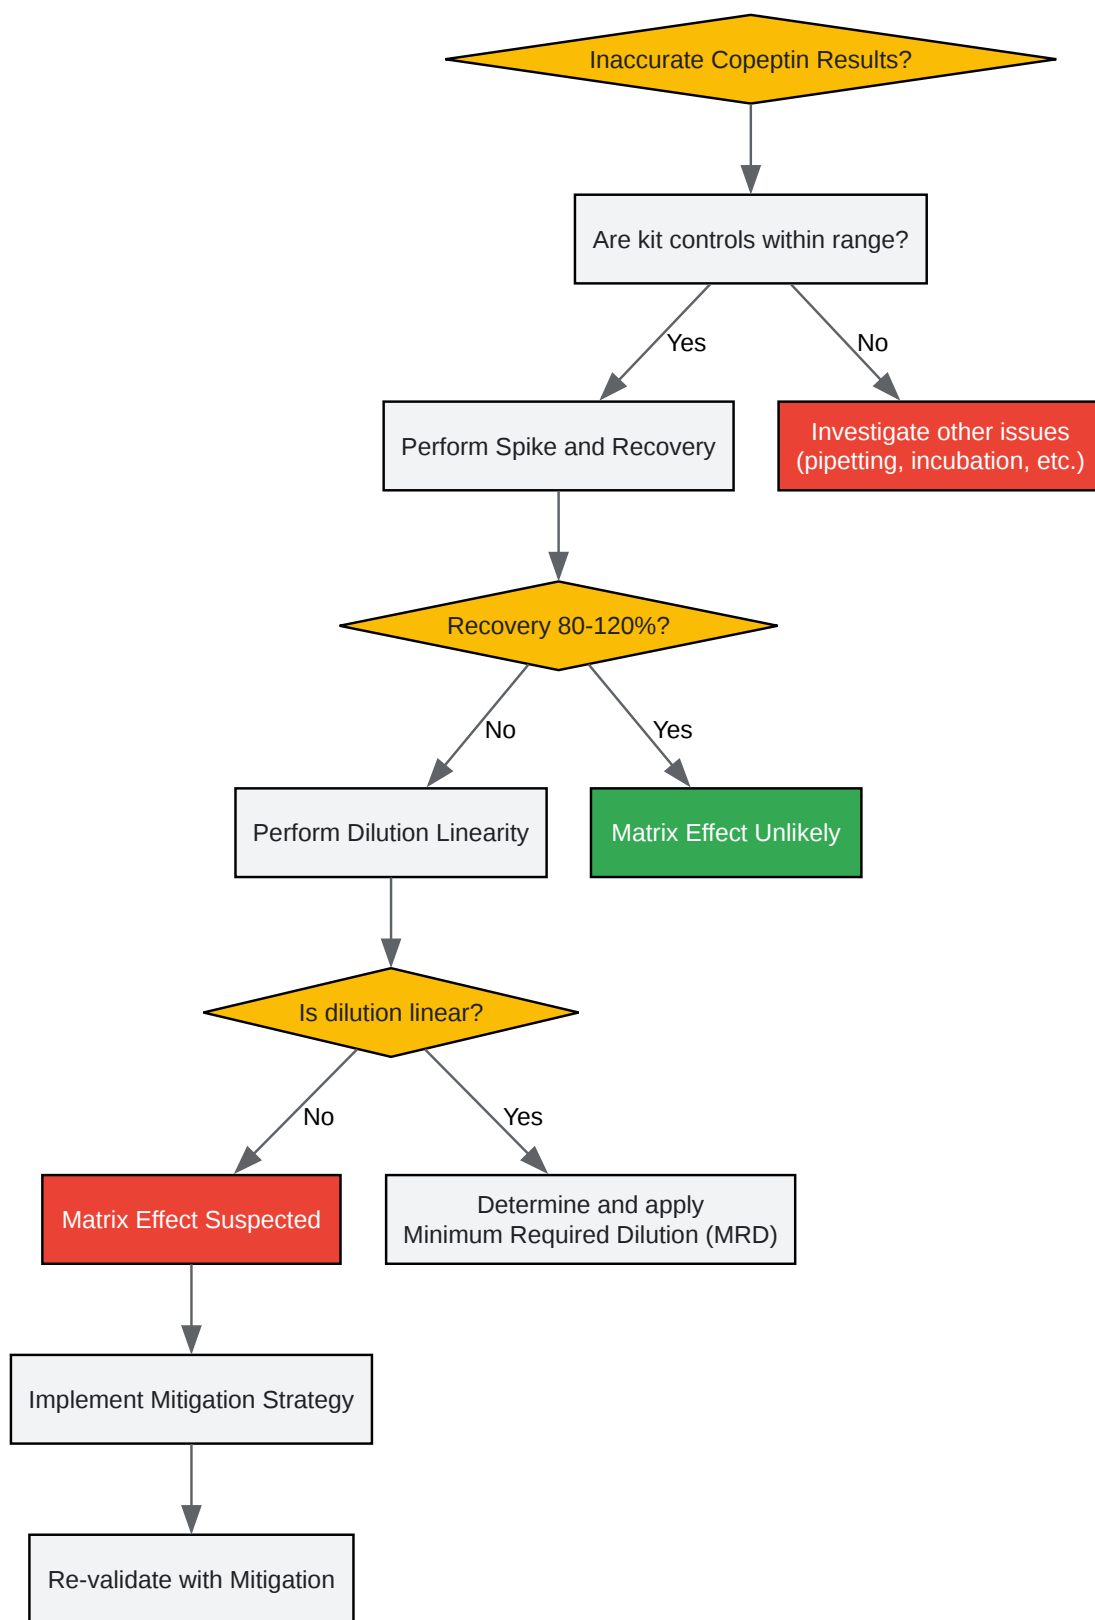 Inaccurate Copeptin Results?
Are kit controls within range?
Yes
No
Perform Spike and Recovery
Investigate other issues
(pipetting, incubation, etc.)
Recovery 80-120%?
No
Yes
Perform Dilution Linearity
Matrix Effect Unlikely
Is dilution linear?
No
Yes
Matrix Effect Suspected
Determine and apply
Minimum Required Dilution (MRD)
Implement Mitigation Strategy
Re-validate with Mitigation